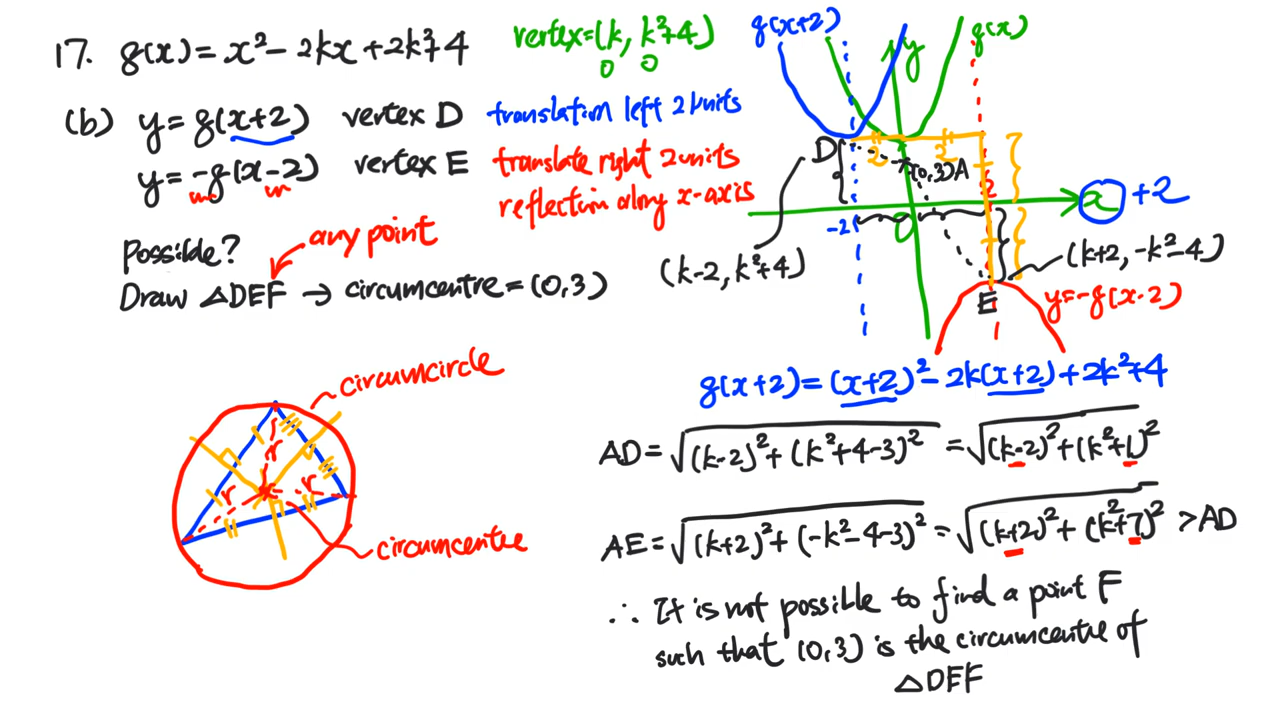 17. g(x) = x² - 2kx + 2k² + 4
vertex = (k, k² + 4)
0 0
(b) y = g(x+2) vertex D translation left 2 units
y = -g(x-2) vertex E translate right 2 units
reflection along x-axis
Possible?
any point
Draw △DEF → circumcentre = (0, 3)
circumcircle
r
r
r
circumcentre
g(x+2)
y
g(x)
D
2
2
(0,3) A
2
x +2
-2
0
(k-2, k²+4)
(k+2, -k²-4)
E
y = -g(x-2)
g(x+2) = (x+2)² - 2k(x+2) + 2k² + 4
AD = √((k-2)² + (k²+4-3)²) = √((k-2)² + (k²+1)²)
AE = √((k+2)² + (-k²-4-3)²) = √((k+2)² + (k²+7)²) > AD
∴ It is not possible to find a point F
such that (0,3) is the circumcentre of
△DEF